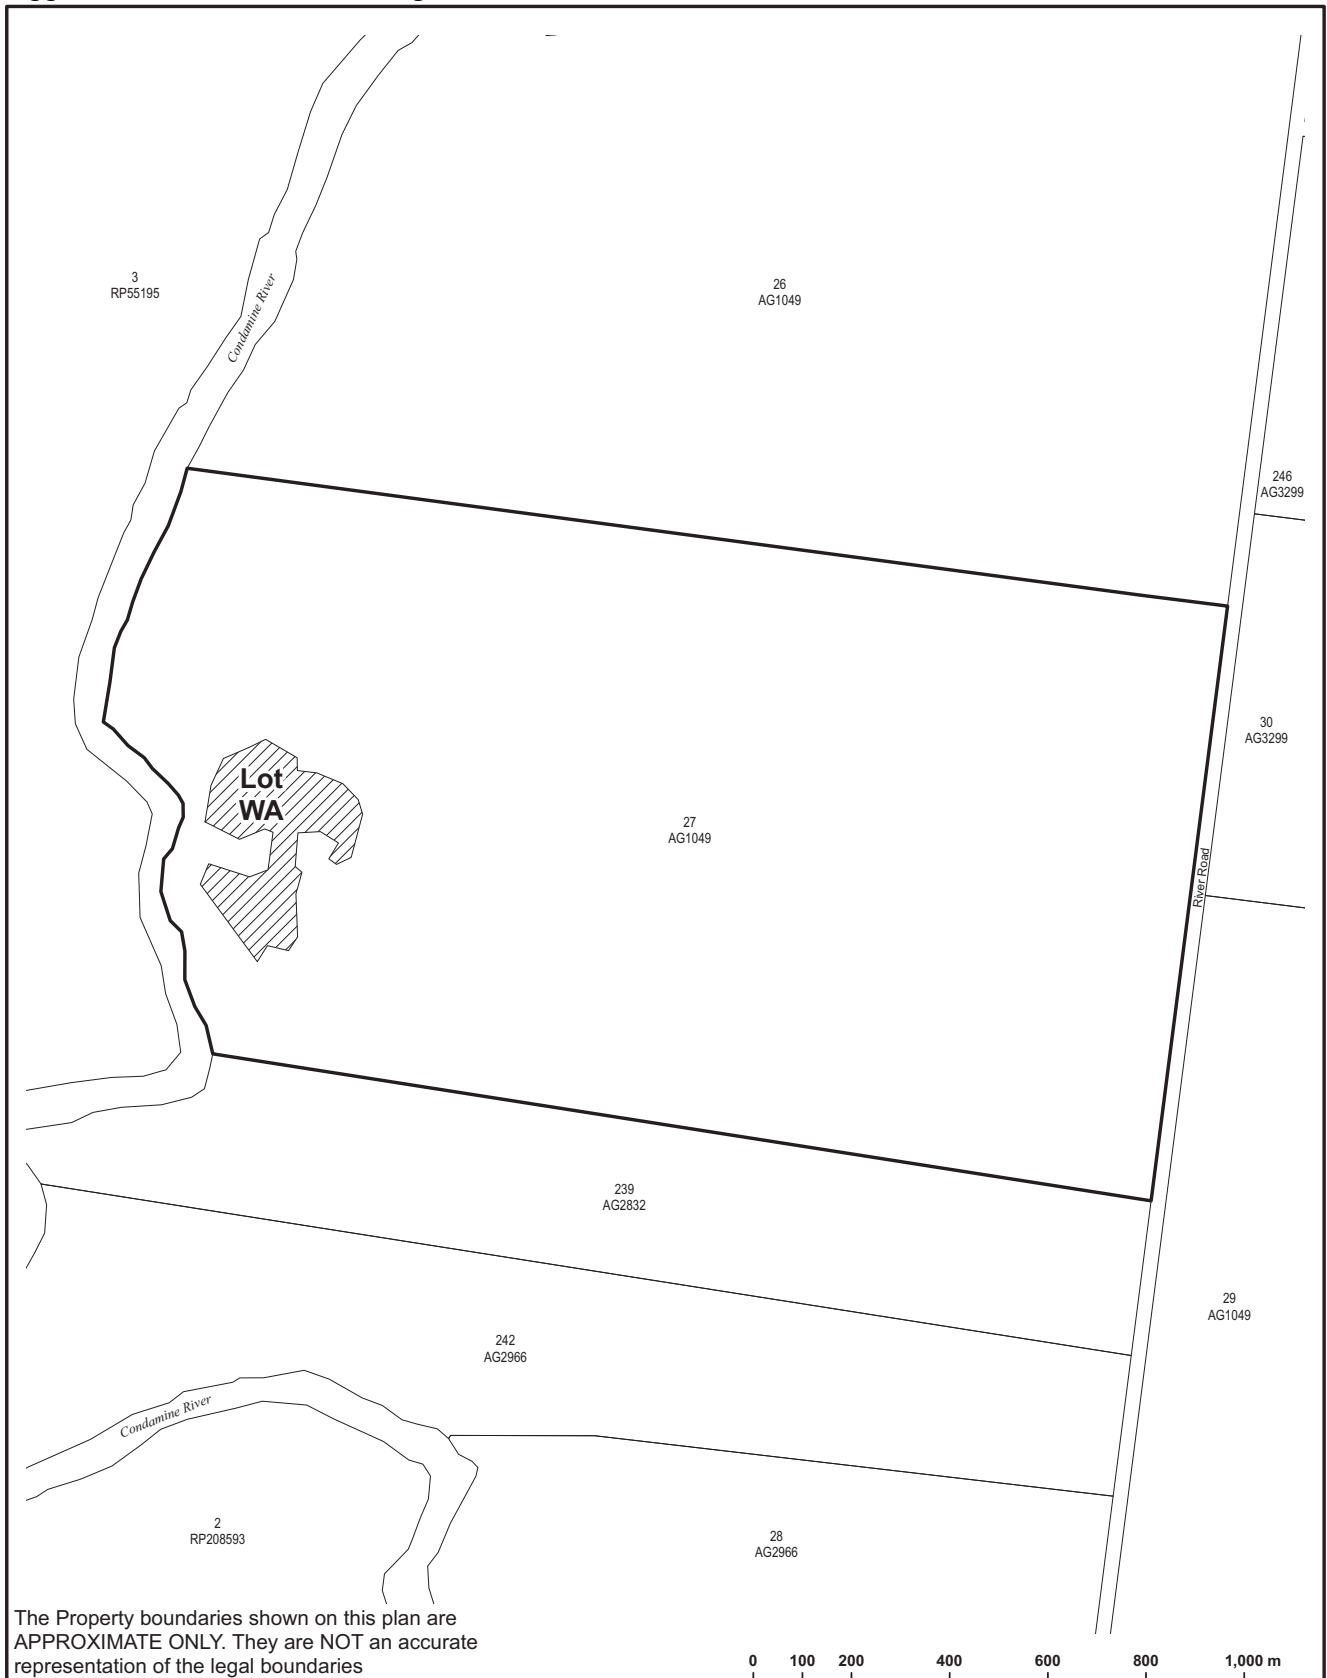 3
RP55195
Condamine River
26
AG1049
246
AG3299
30
AG3299
Lot
WA
27
AG1049
River Road
239
AG2832
29
AG1049
242
AG2966
Condamine River
2
RP208593
28
AG2966
The Property boundaries shown on this plan are
APPROXIMATE ONLY. They are NOT an accurate
representation of the legal boundaries
0 100 200 400 600 800 1,000 m